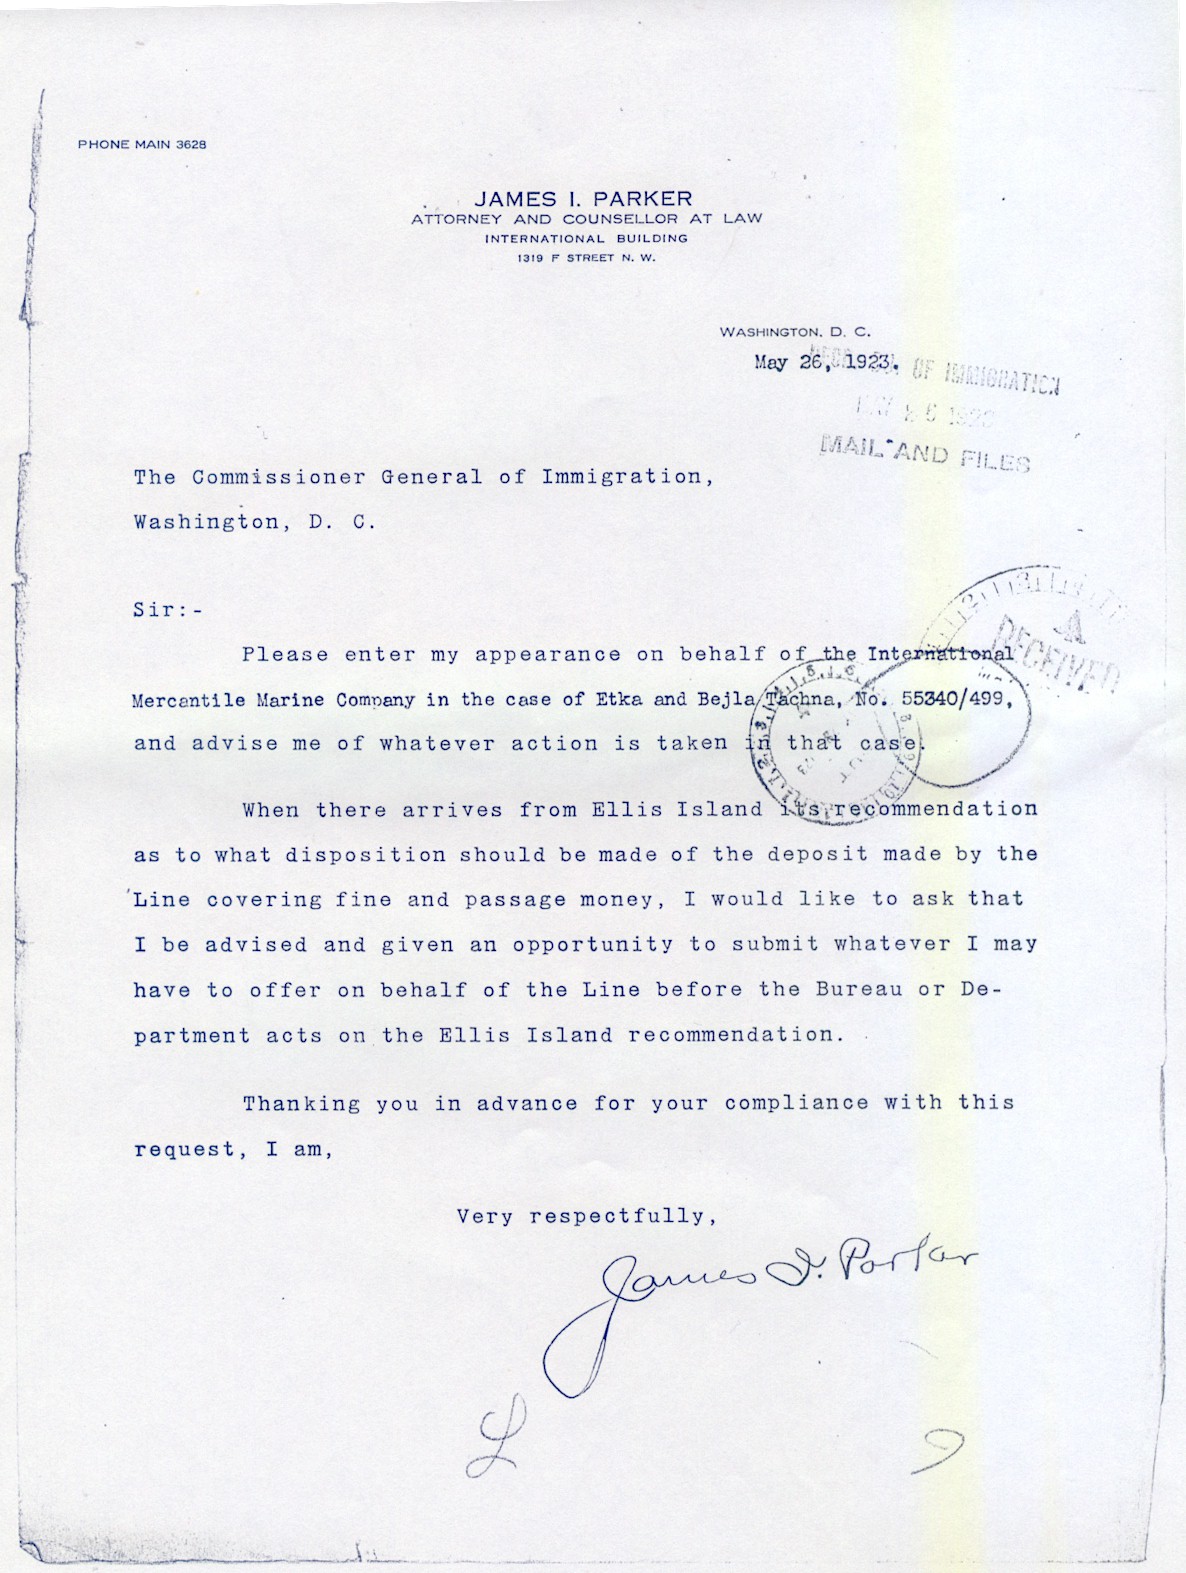 PHONE MAIN 3628
JAMES I. PARKER
ATTORNEY AND COUNSELLOR AT LAW
INTERNATIONAL BUILDING
1319 F STREET N. W.
WASHINGTON, D. C.
May 26, 1923.
OF IMMIGRATION
MAIL AND FILES
The Commissioner General of Immigration,
Washington, D. C.
Sir:-
RECEIVED
Please enter my appearance on behalf of the International
Mercantile Marine Company in the case of Etka and Bejla Tachna, No. 55340/499,
and advise me of whatever action is taken in that case.
When there arrives from Ellis Island its recommendation
as to what disposition should be made of the deposit made by the
Line covering fine and passage money, I would like to ask that
I be advised and given an opportunity to submit whatever I may
have to offer on behalf of the Line before the Bureau or De-
partment acts on the Ellis Island recommendation.
Thanking you in advance for your compliance with this
request, I am,
Very respectfully,
James I. Parker